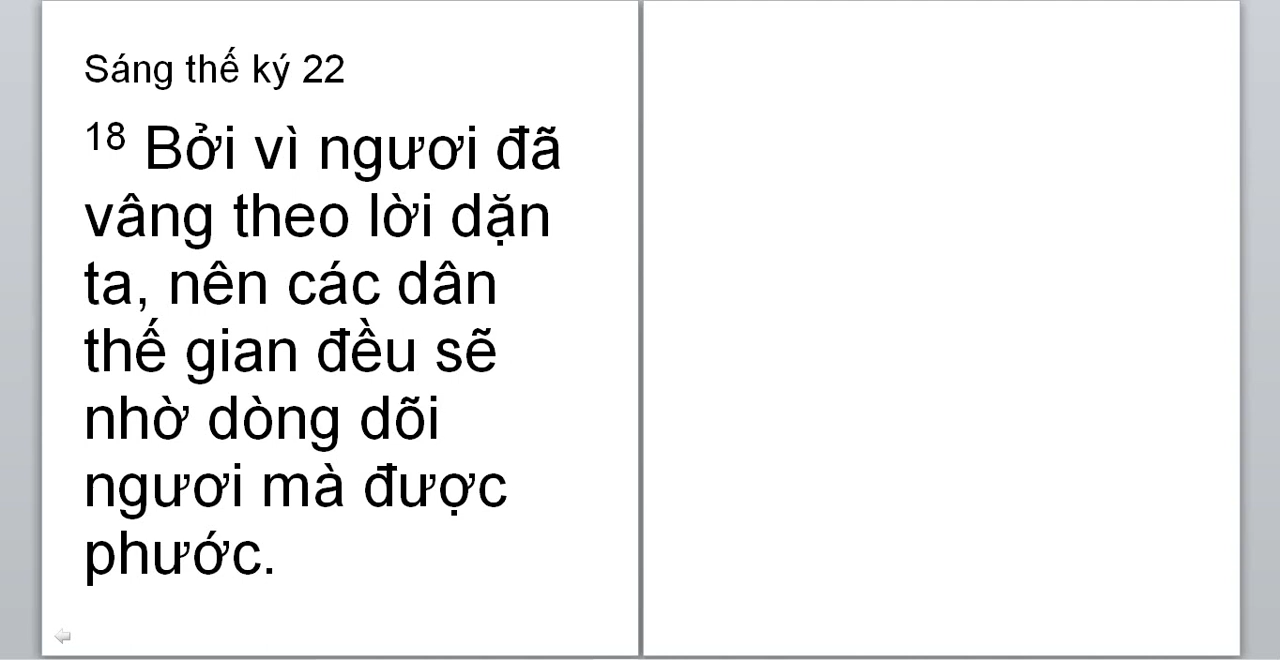 Sáng thế ký 22
18 Bởi vì ngươi đã
vâng theo lời dặn
ta, nên các dân
thế gian đều sẽ
nhờ dòng dõi
ngươi mà được
phước.